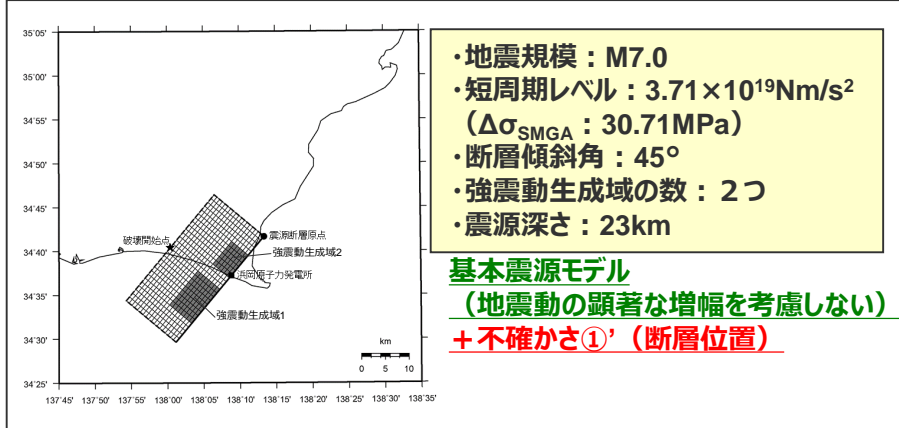 35˚05'
35˚00'
34˚55'
34˚50'
34˚45'
34˚40'
34˚35'
34˚30'
34˚25'
137˚45' 137˚50' 137˚55' 138˚00' 138˚05' 138˚10' 138˚15' 138˚20' 138˚25' 138˚30' 138˚35'
破壊開始点
震源断層原点
強震動生成域2
浜岡原子力発電所
強震動生成域1
km
0 5 10
・地震規模：M7.0
・短周期レベル：3.71×10¹⁹Nm/s²
（ΔσSMGA：30.71MPa）
・断層傾斜角：45°
・強震動生成域の数：２つ
・震源深さ：23km
基本震源モデル
（地震動の顕著な増幅を考慮しない）
＋不確かさ①’（断層位置）